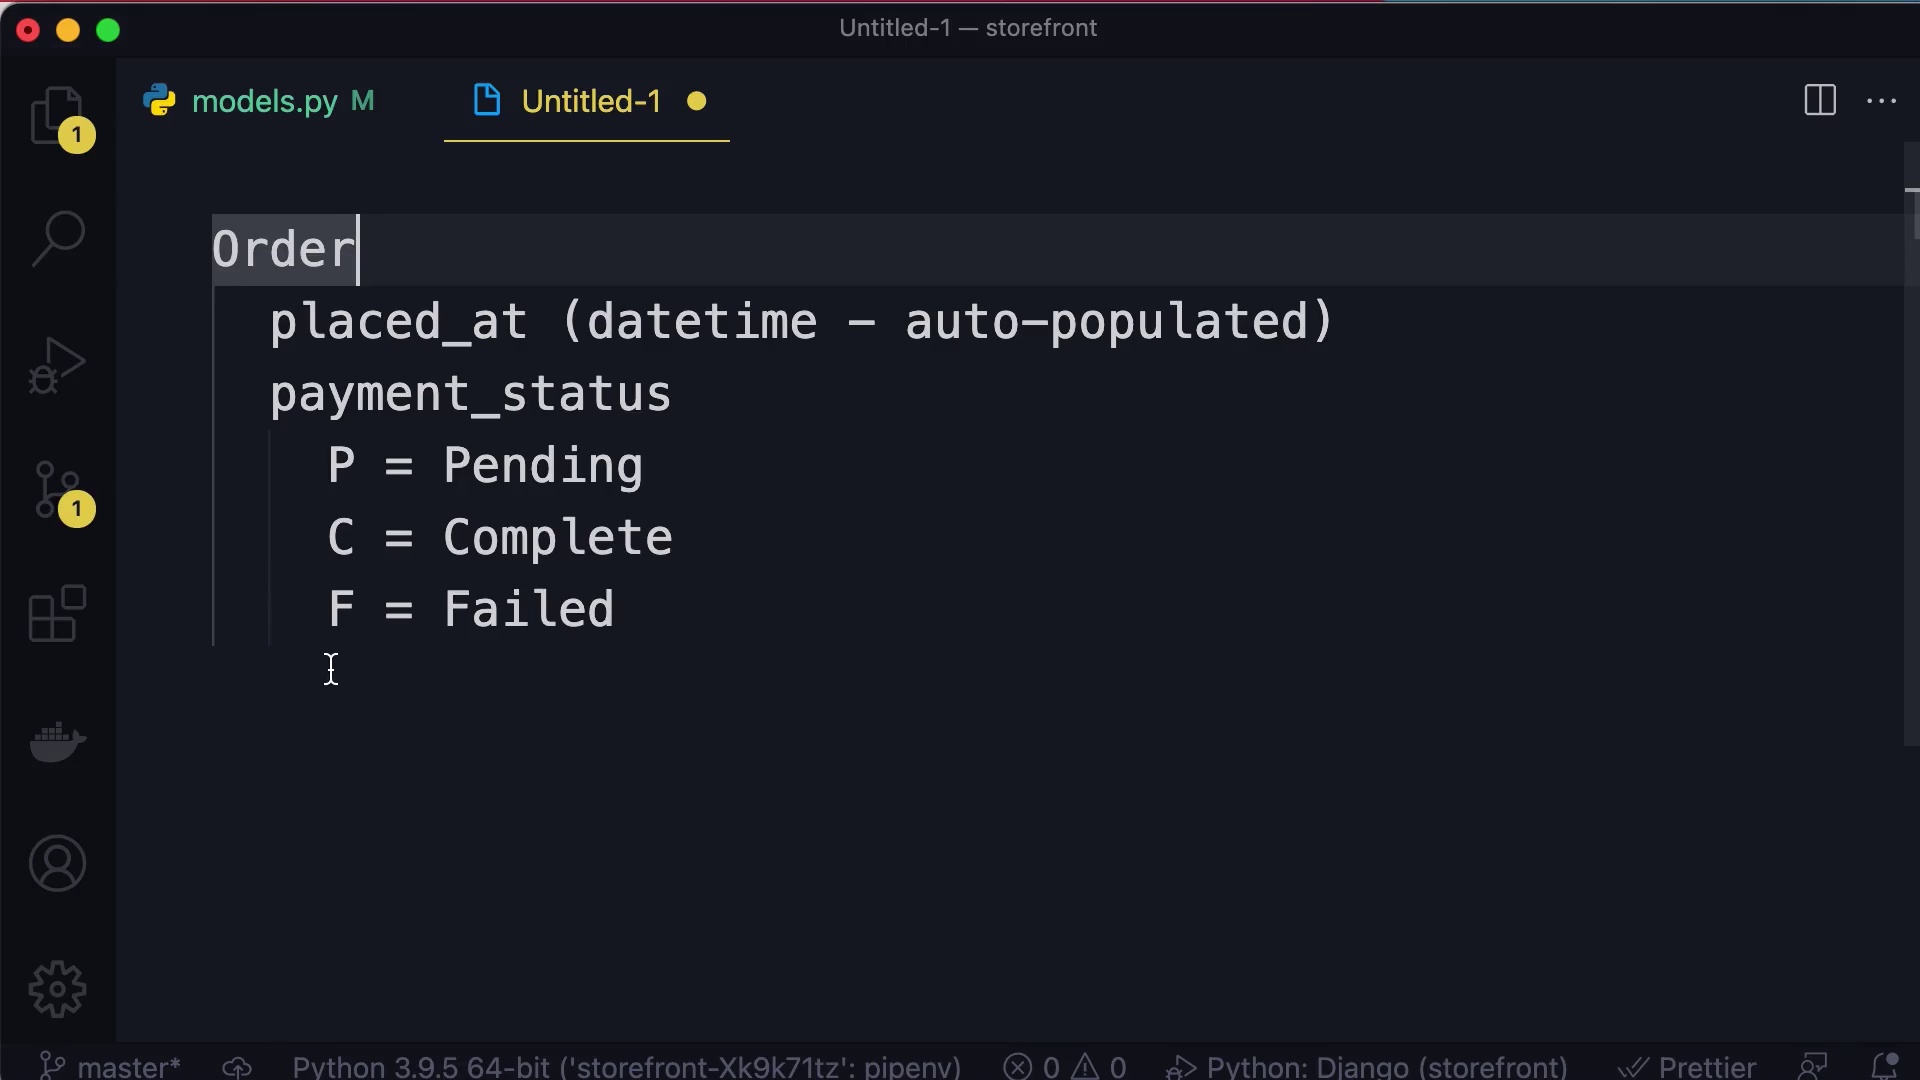 Untitled-1 — storefront
models.py M
Untitled-1
1
Order
placed_at (datetime - auto-populated)
payment_status
P = Pending
C = Complete
1
F = Failed
master*
Python 3.9.5 64-bit ('storefront-Xk9k71tz': pipenv)
0
0
Python: Django (storefront)
Prettier